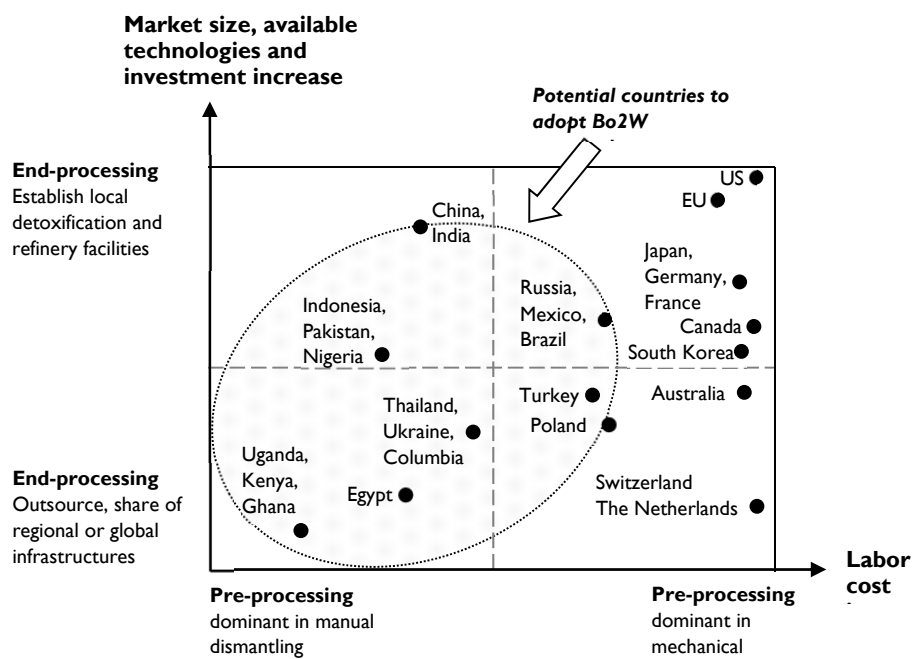 Market size, available
technologies and
investment increase
Potential countries to
adopt Bo2W
End-processing
Establish local
detoxification and
refinery facilities
US
EU
China,
India
Japan,
Germany,
France
Russia,
Mexico,
Brazil
Indonesia,
Pakistan,
Nigeria
Canada
South Korea
Turkey
Australia
Thailand,
Ukraine,
Columbia
Poland
Uganda,
Kenya,
Ghana
Egypt
Switzerland
The Netherlands
End-processing
Outsource, share of
regional or global
infrastructures
Labor
cost
Pre-processing
dominant in manual
dismantling
Pre-processing
dominant in
mechanical